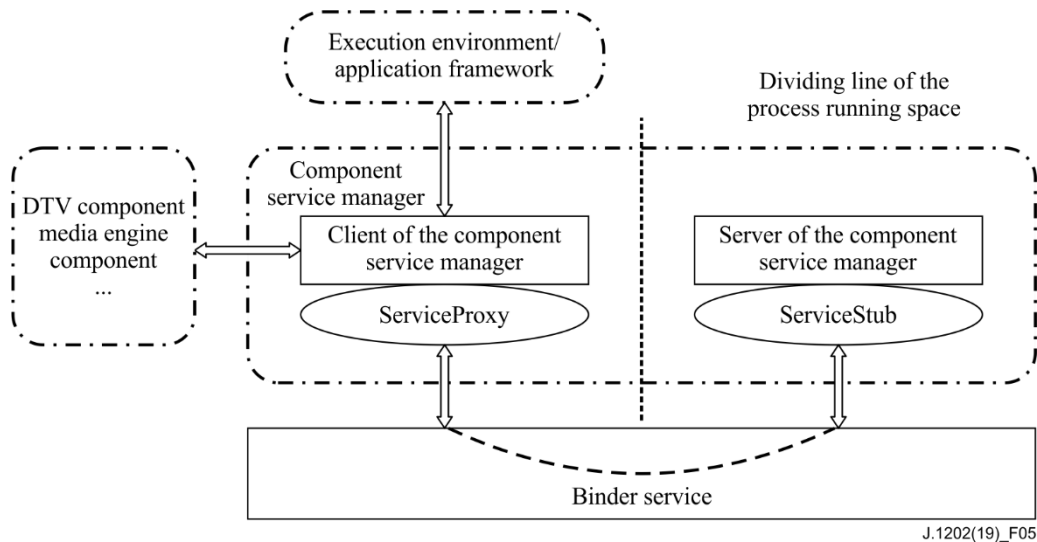 Execution environment/
application framework
Dividing line of the
process running space
Component
service manager
DTV component
media engine
component
...
Client of the component
service manager
Server of the component
service manager
ServiceProxy
ServiceStub
Binder service
J.1202(19)_F05